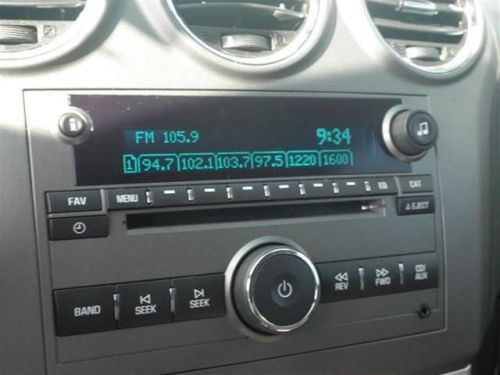 FM 105.9 9:34
1 94.7 102.1 103.7 97.5 1220 1600
FAV MENU EQ CAT
EJECT
BAND SEEK SEEK REV FWD CD/AUX